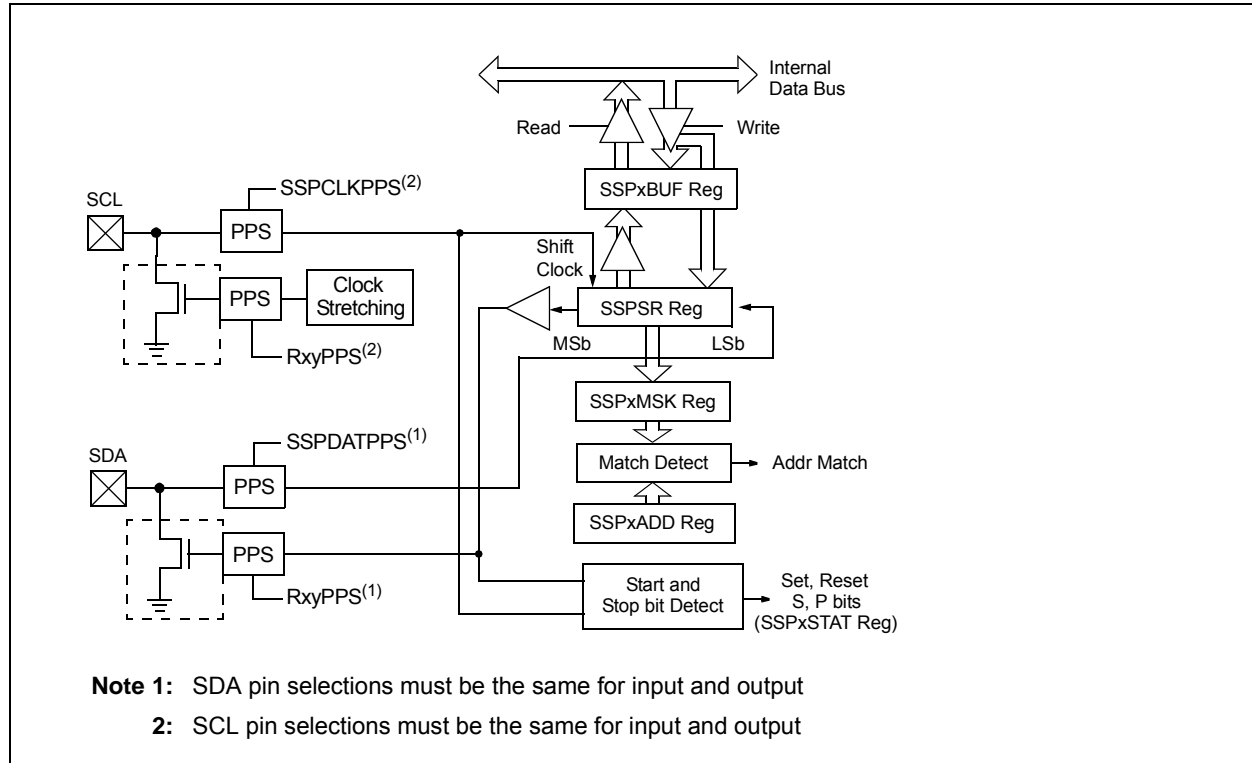 Internal
Data Bus
Read
Write
SSPxBUF Reg
SSPCLKPPS(2)
SCL
PPS
Shift
Clock
PPS
Clock
Stretching
SSPSR Reg
MSb
LSb
RxyPPS(2)
SSPxMSK Reg
SSPDATPPS(1)
SDA
PPS
Match Detect
Addr Match
SSPxADD Reg
PPS
RxyPPS(1)
Start and
Stop bit Detect
Set, Reset
S, P bits
(SSPxSTAT Reg)
Note 1: SDA pin selections must be the same for input and output
2: SCL pin selections must be the same for input and output